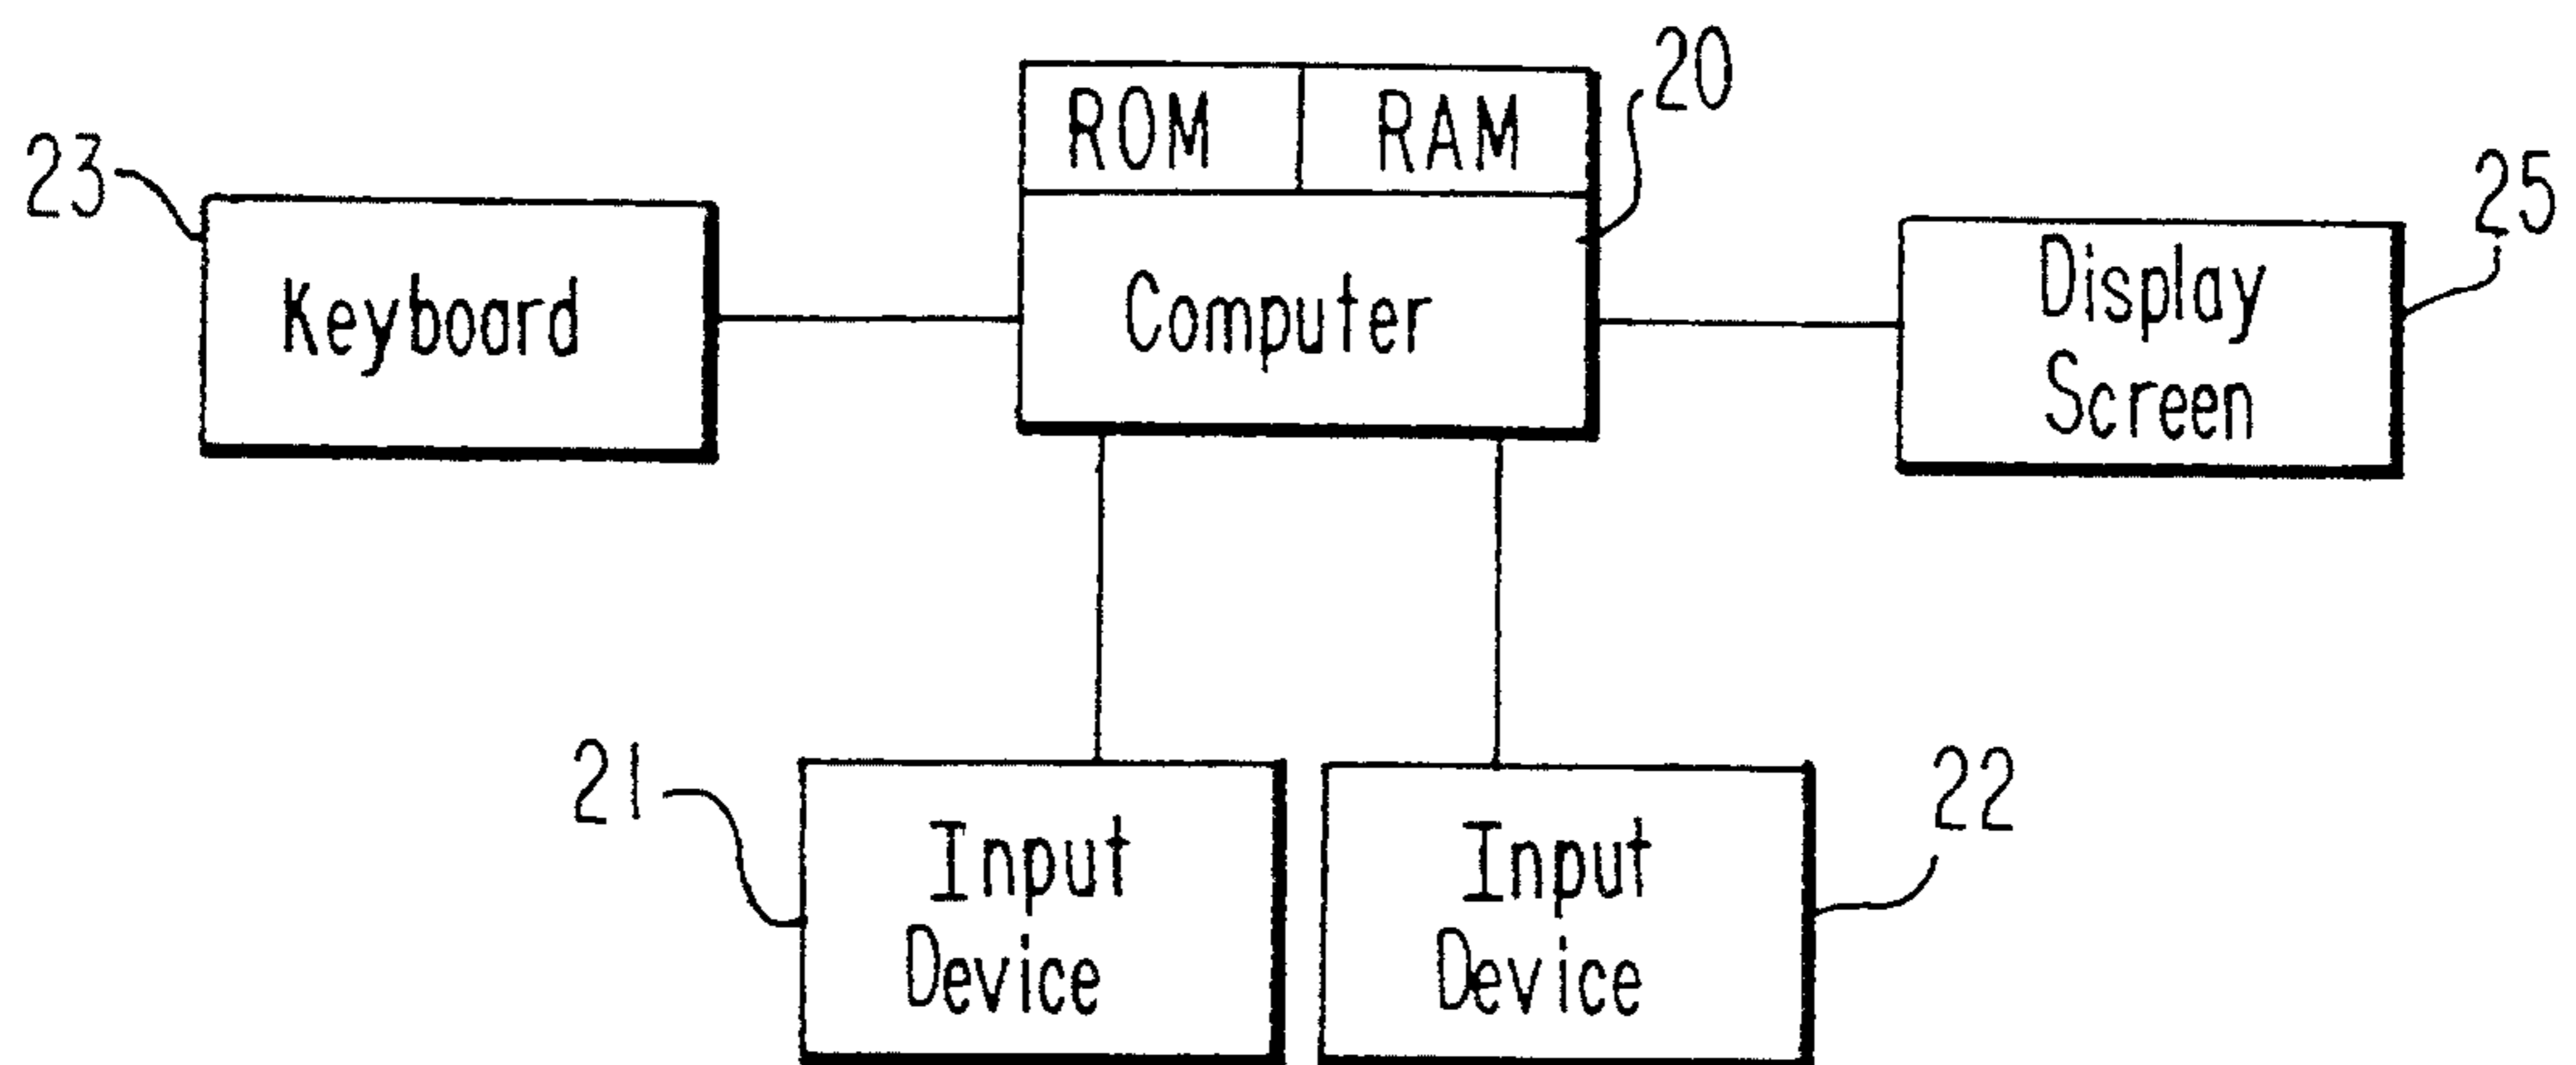 20
ROM RAM
23
25
Keyboard
Computer
Display
Screen
21
22
Input
Device
Input
Device